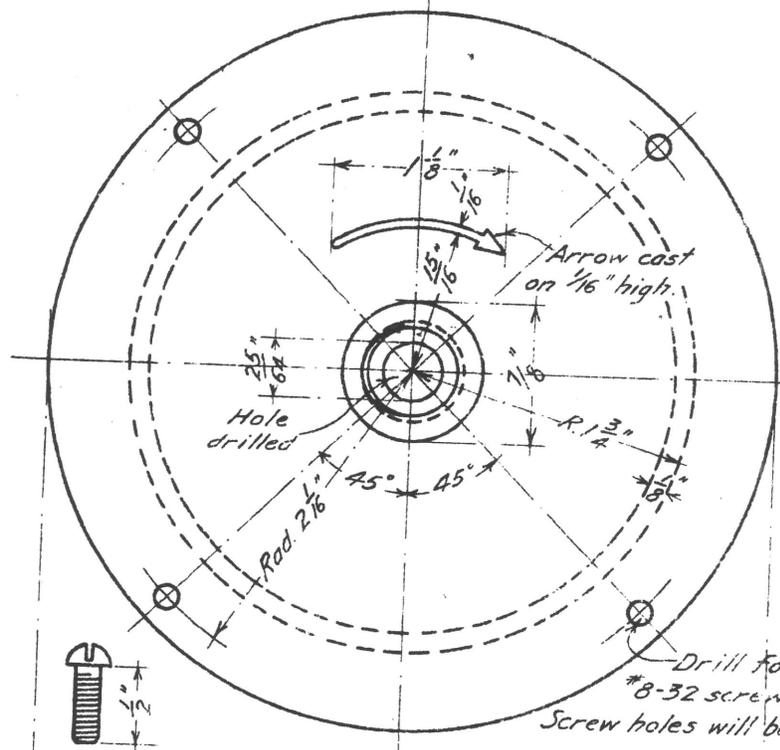 1 1/8"
1/16"
Arrow cast
on 1/16" high.
15/16"
25/64"
7/8"
Hole
drilled
R 1 3/4"
45° 45°
1/8"
Rad. 2 1/16"
1/2"
Drill fo
#8-32 screw
Screw holes will b